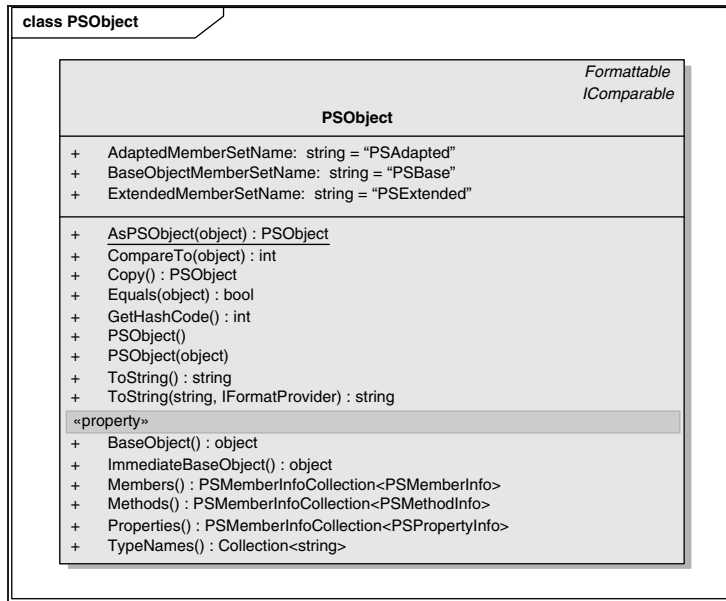 class PSObject
Formattable
IComparable
PSObject
+ AdaptedMemberSetName: string = “PSAdapted”
+ BaseObjectMemberSetName: string = “PSBase”
+ ExtendedMemberSetName: string = “PSExtended”
+ AsPSObject(object) : PSObject
+ CompareTo(object) : int
+ Copy() : PSObject
+ Equals(object) : bool
+ GetHashCode() : int
+ PSObject()
+ PSObject(object)
+ ToString() : string
+ ToString(string, IFormatProvider) : string
«property»
+ BaseObject() : object
+ ImmediateBaseObject() : object
+ Members() : PSMemberInfoCollection<PSMemberInfo>
+ Methods() : PSMemberInfoCollection<PSMethodInfo>
+ Properties() : PSMemberInfoCollection<PSPropertyInfo>
+ TypeNames() : Collection<string>